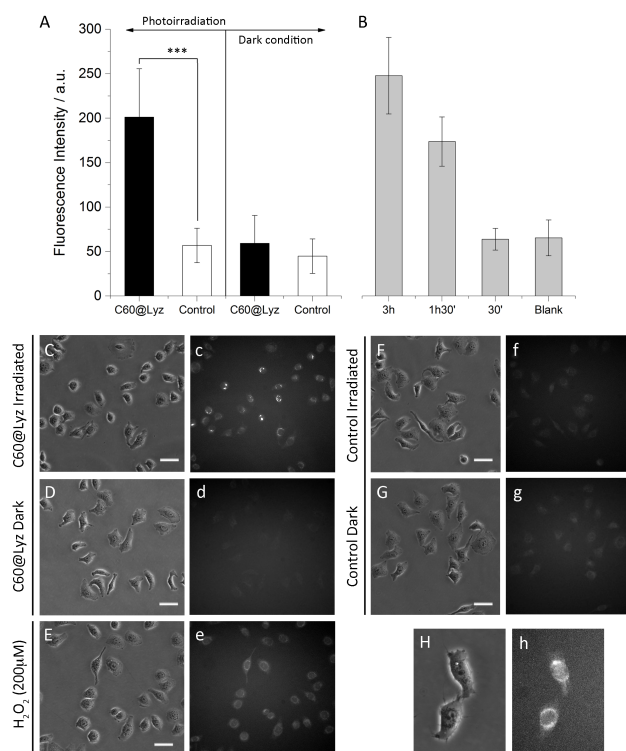 A
Photoirradiation
Dark condition
***
Fluorescence Intensity / a.u.
300
250
200
150
100
50
0
C60@Lyz
Control
C60@Lyz
Control
B
3h
1h30'
30'
Blank
C60@Lyz Irradiated
C
c
Control Irradiated
F
f
C60@Lyz Dark
D
d
Control Dark
G
g
H₂O₂ (200μM)
E
e
H
h